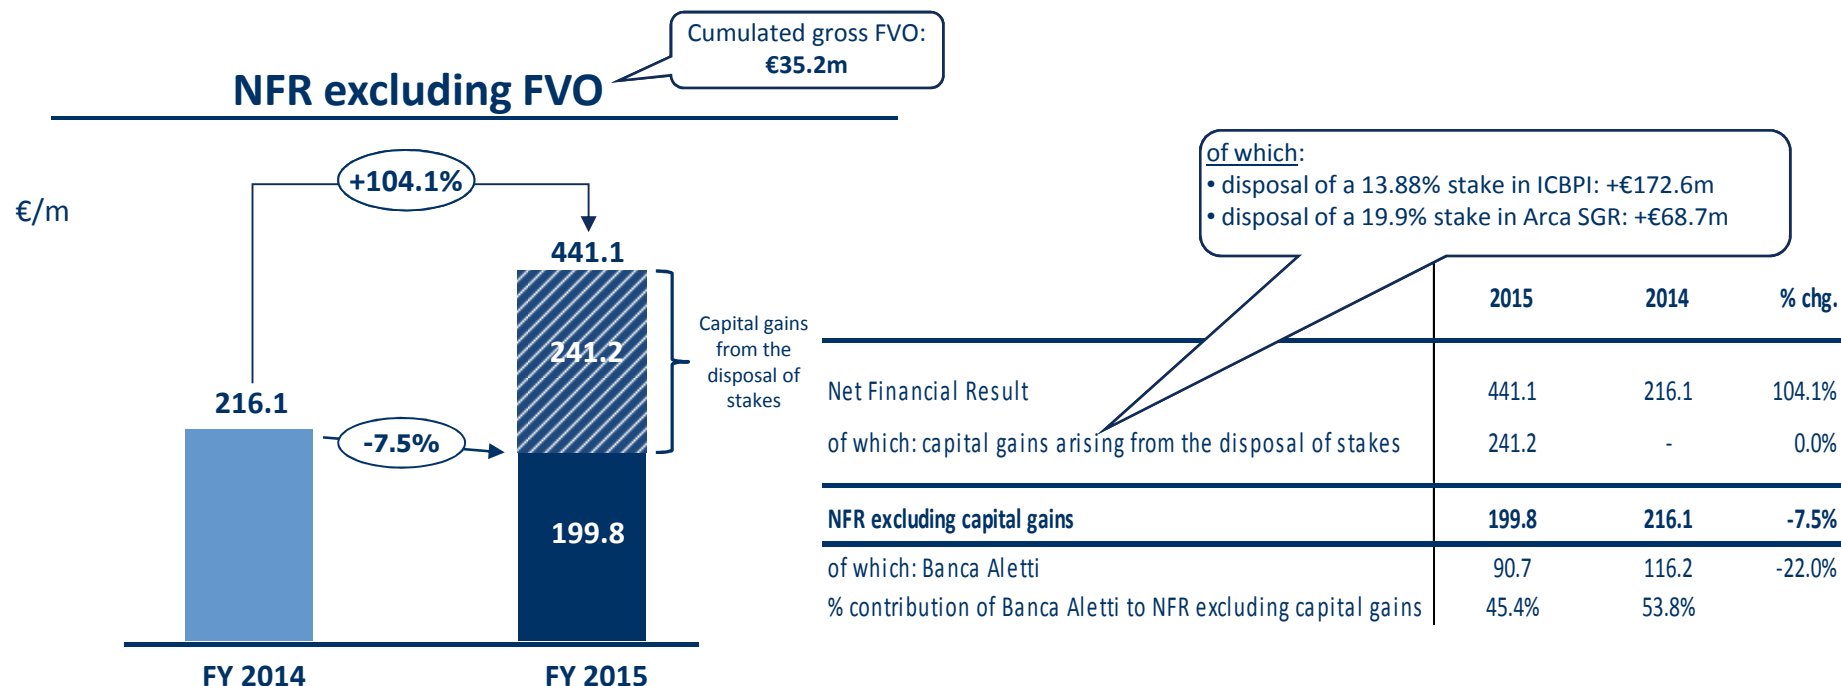 Cumulated gross FVO:
€35.2m
NFR excluding FVO
€/m
+104.1%
441.1
241.2
Capital gains
from the
disposal of
stakes
216.1
-7.5%
199.8
FY 2014 FY 2015
of which:
• disposal of a 13.88% stake in ICBPI: +€172.6m
• disposal of a 19.9% stake in Arca SGR: +€68.7m
2015 2014 % chg.
Net Financial Result 441.1 216.1 104.1%
of which: capital gains arising from the disposal of stakes 241.2 - 0.0%
NFR excluding capital gains 199.8 216.1 -7.5%
of which: Banca Aletti 90.7 116.2 -22.0%
% contribution of Banca Aletti to NFR excluding capital gains 45.4% 53.8%